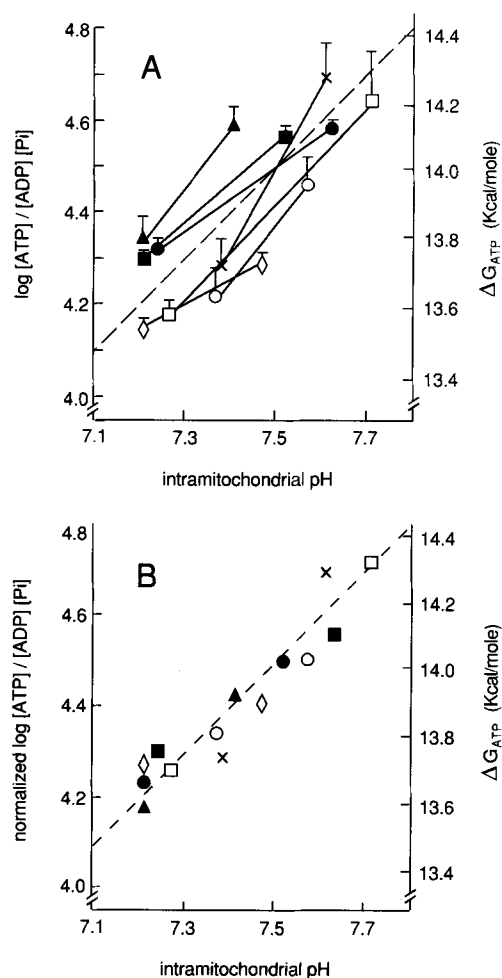 A
4.8
4.6
4.4
4.2
4.0
log [ATP] / [ADP] [Pi]
14.4
14.2
14.0
13.8
13.6
13.4
ΔG ATP (Kcal/mole)
7.1 7.3 7.5 7.7
intramitochondrial pH
B
4.8
4.6
4.4
4.2
4.0
normalized log [ATP] / [ADP] [Pi]
14.4
14.2
14.0
13.8
13.6
13.4
ΔG ATP (Kcal/mole)
7.1 7.3 7.5 7.7
intramitochondrial pH